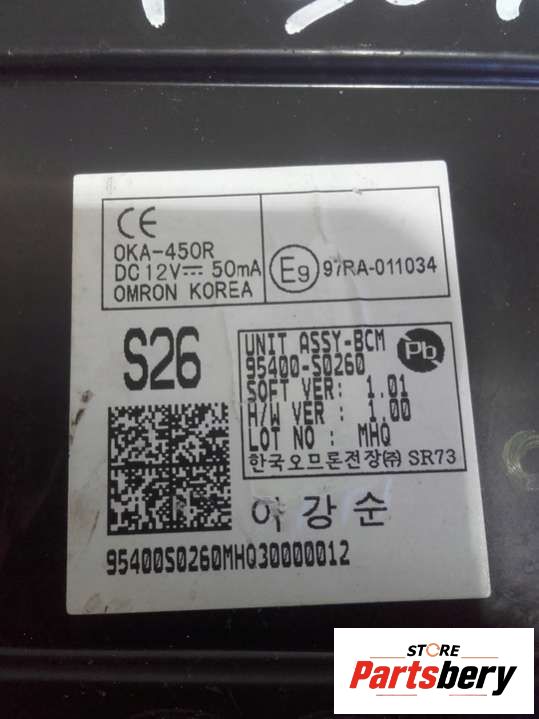 CE
OKA-450R
DC 12V⎓ 50mA
OMRON KOREA
E9 97RA-011034
S26
UNIT ASSY-BCM
95400-S0260
SOFT VER: 1.01
H/W VER : 1.00
LOT NO : MHQ
한국오므론전장㈜ SR73
Pb
이강순
95400S0260MHQ30000012
STORE
Partsbery